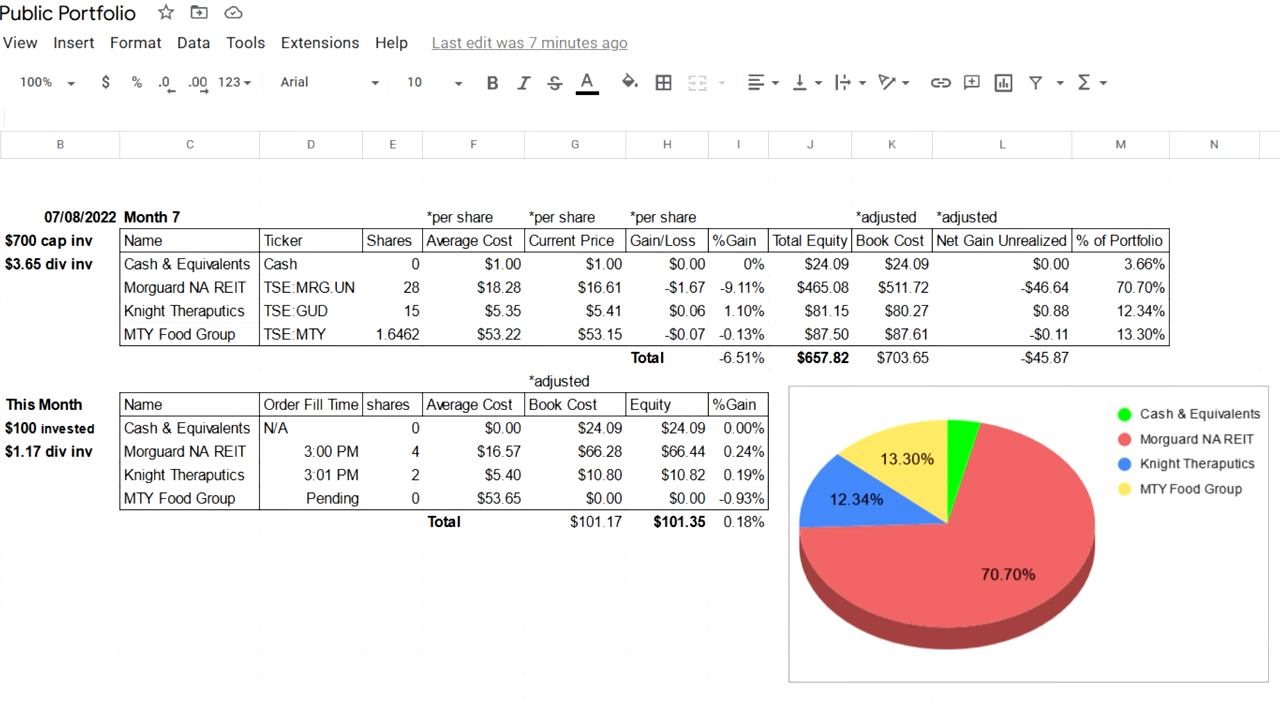 Public Portfolio
View Insert Format Data Tools Extensions Help Last edit was 7 minutes ago
100% $ % .0 .00 123 Arial 10 B I S A Σ
B C D E F G H I J K L M N
07/08/2022 Month 7 *per share *per share *per share *adjusted *adjusted
$700 cap inv Name Ticker Shares Average Cost Current Price Gain/Loss %Gain Total Equity Book Cost Net Gain Unrealized % of Portfolio
$3.65 div inv Cash & Equivalents Cash 0 $1.00 $1.00 $0.00 0% $24.09 $24.09 $0.00 3.66%
Morguard NA REIT TSE:MRG.UN 28 $18.28 $16.61 -$1.67 -9.11% $465.08 $511.72 -$46.64 70.70%
Knight Theraputics TSE:GUD 15 $5.35 $5.41 $0.06 1.10% $81.15 $80.27 $0.88 12.34%
MTY Food Group TSE:MTY 1.6462 $53.22 $53.15 -$0.07 -0.13% $87.50 $87.61 -$0.11 13.30%
Total -6.51% $657.82 $703.65 -$45.87
*adjusted
This Month Name Order Fill Time shares Average Cost Book Cost Equity %Gain
$100 invested Cash & Equivalents N/A 0 $0.00 $24.09 $24.09 0.00%
$1.17 div inv Morguard NA REIT 3:00 PM 4 $16.57 $66.28 $66.44 0.24%
Knight Theraputics 3:01 PM 2 $5.40 $10.80 $10.82 0.19%
MTY Food Group Pending 0 $53.65 $0.00 $0.00 -0.93%
Total $101.17 $101.35 0.18%
Cash & Equivalents
Morguard NA REIT
Knight Theraputics
MTY Food Group
13.30%
12.34%
70.70%